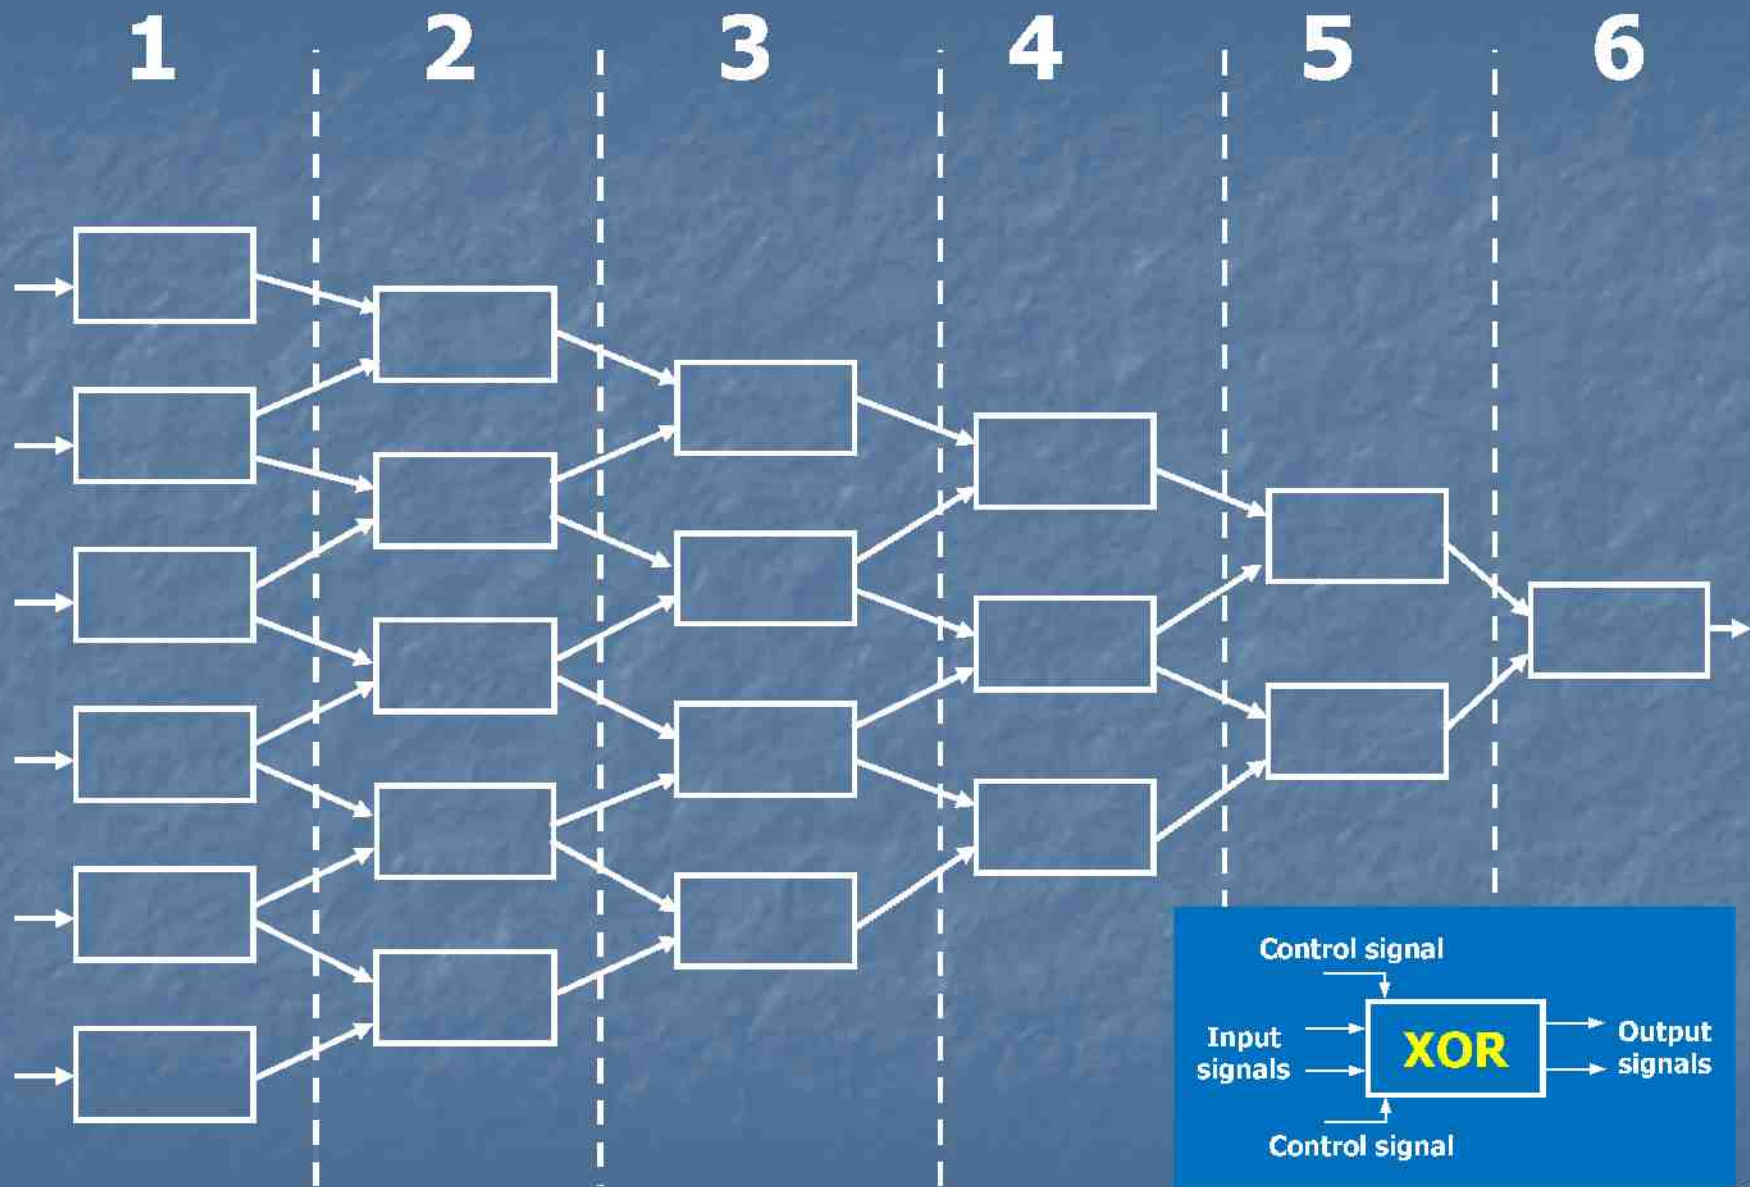 1 2 3 4 5 6
Control signal
Input
signals
XOR
Output
signals
Control signal